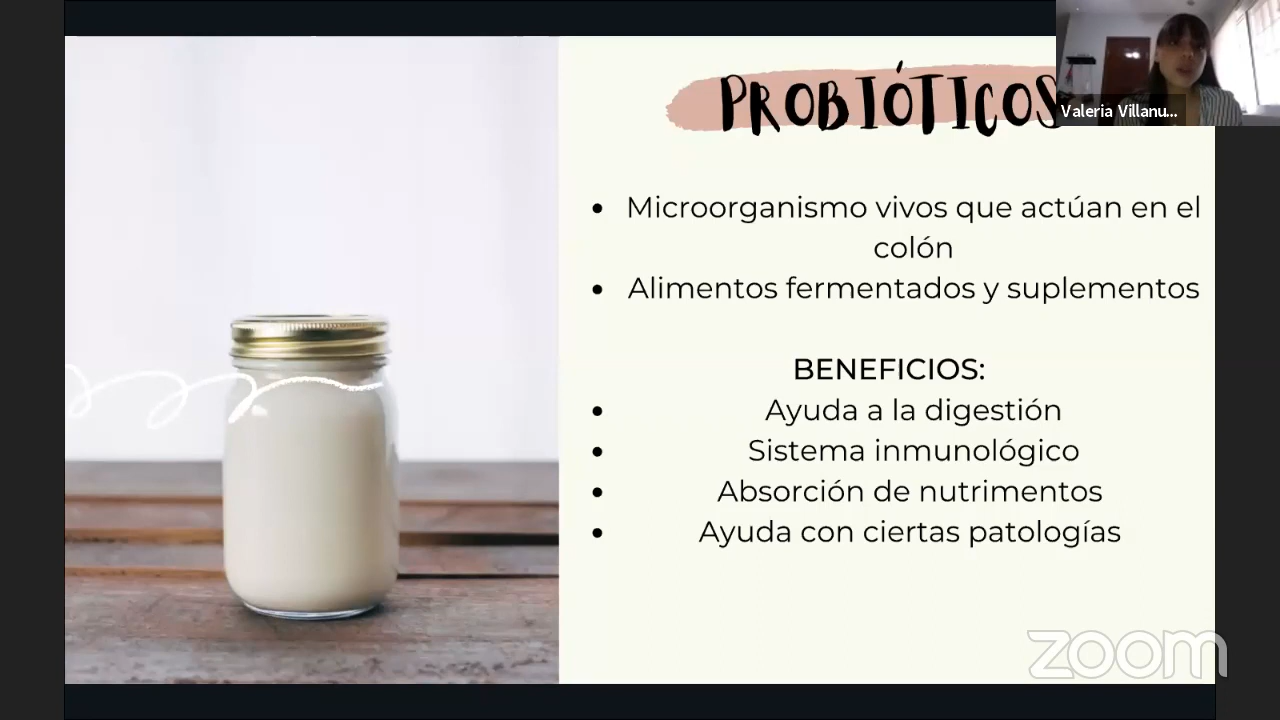 PROBIÓTICOS
Valeria Villanu...
• Microorganismo vivos que actúan en el
colón
• Alimentos fermentados y suplementos
BENEFICIOS:
• Ayuda a la digestión
• Sistema inmunológico
• Absorción de nutrimentos
• Ayuda con ciertas patologías
zoom